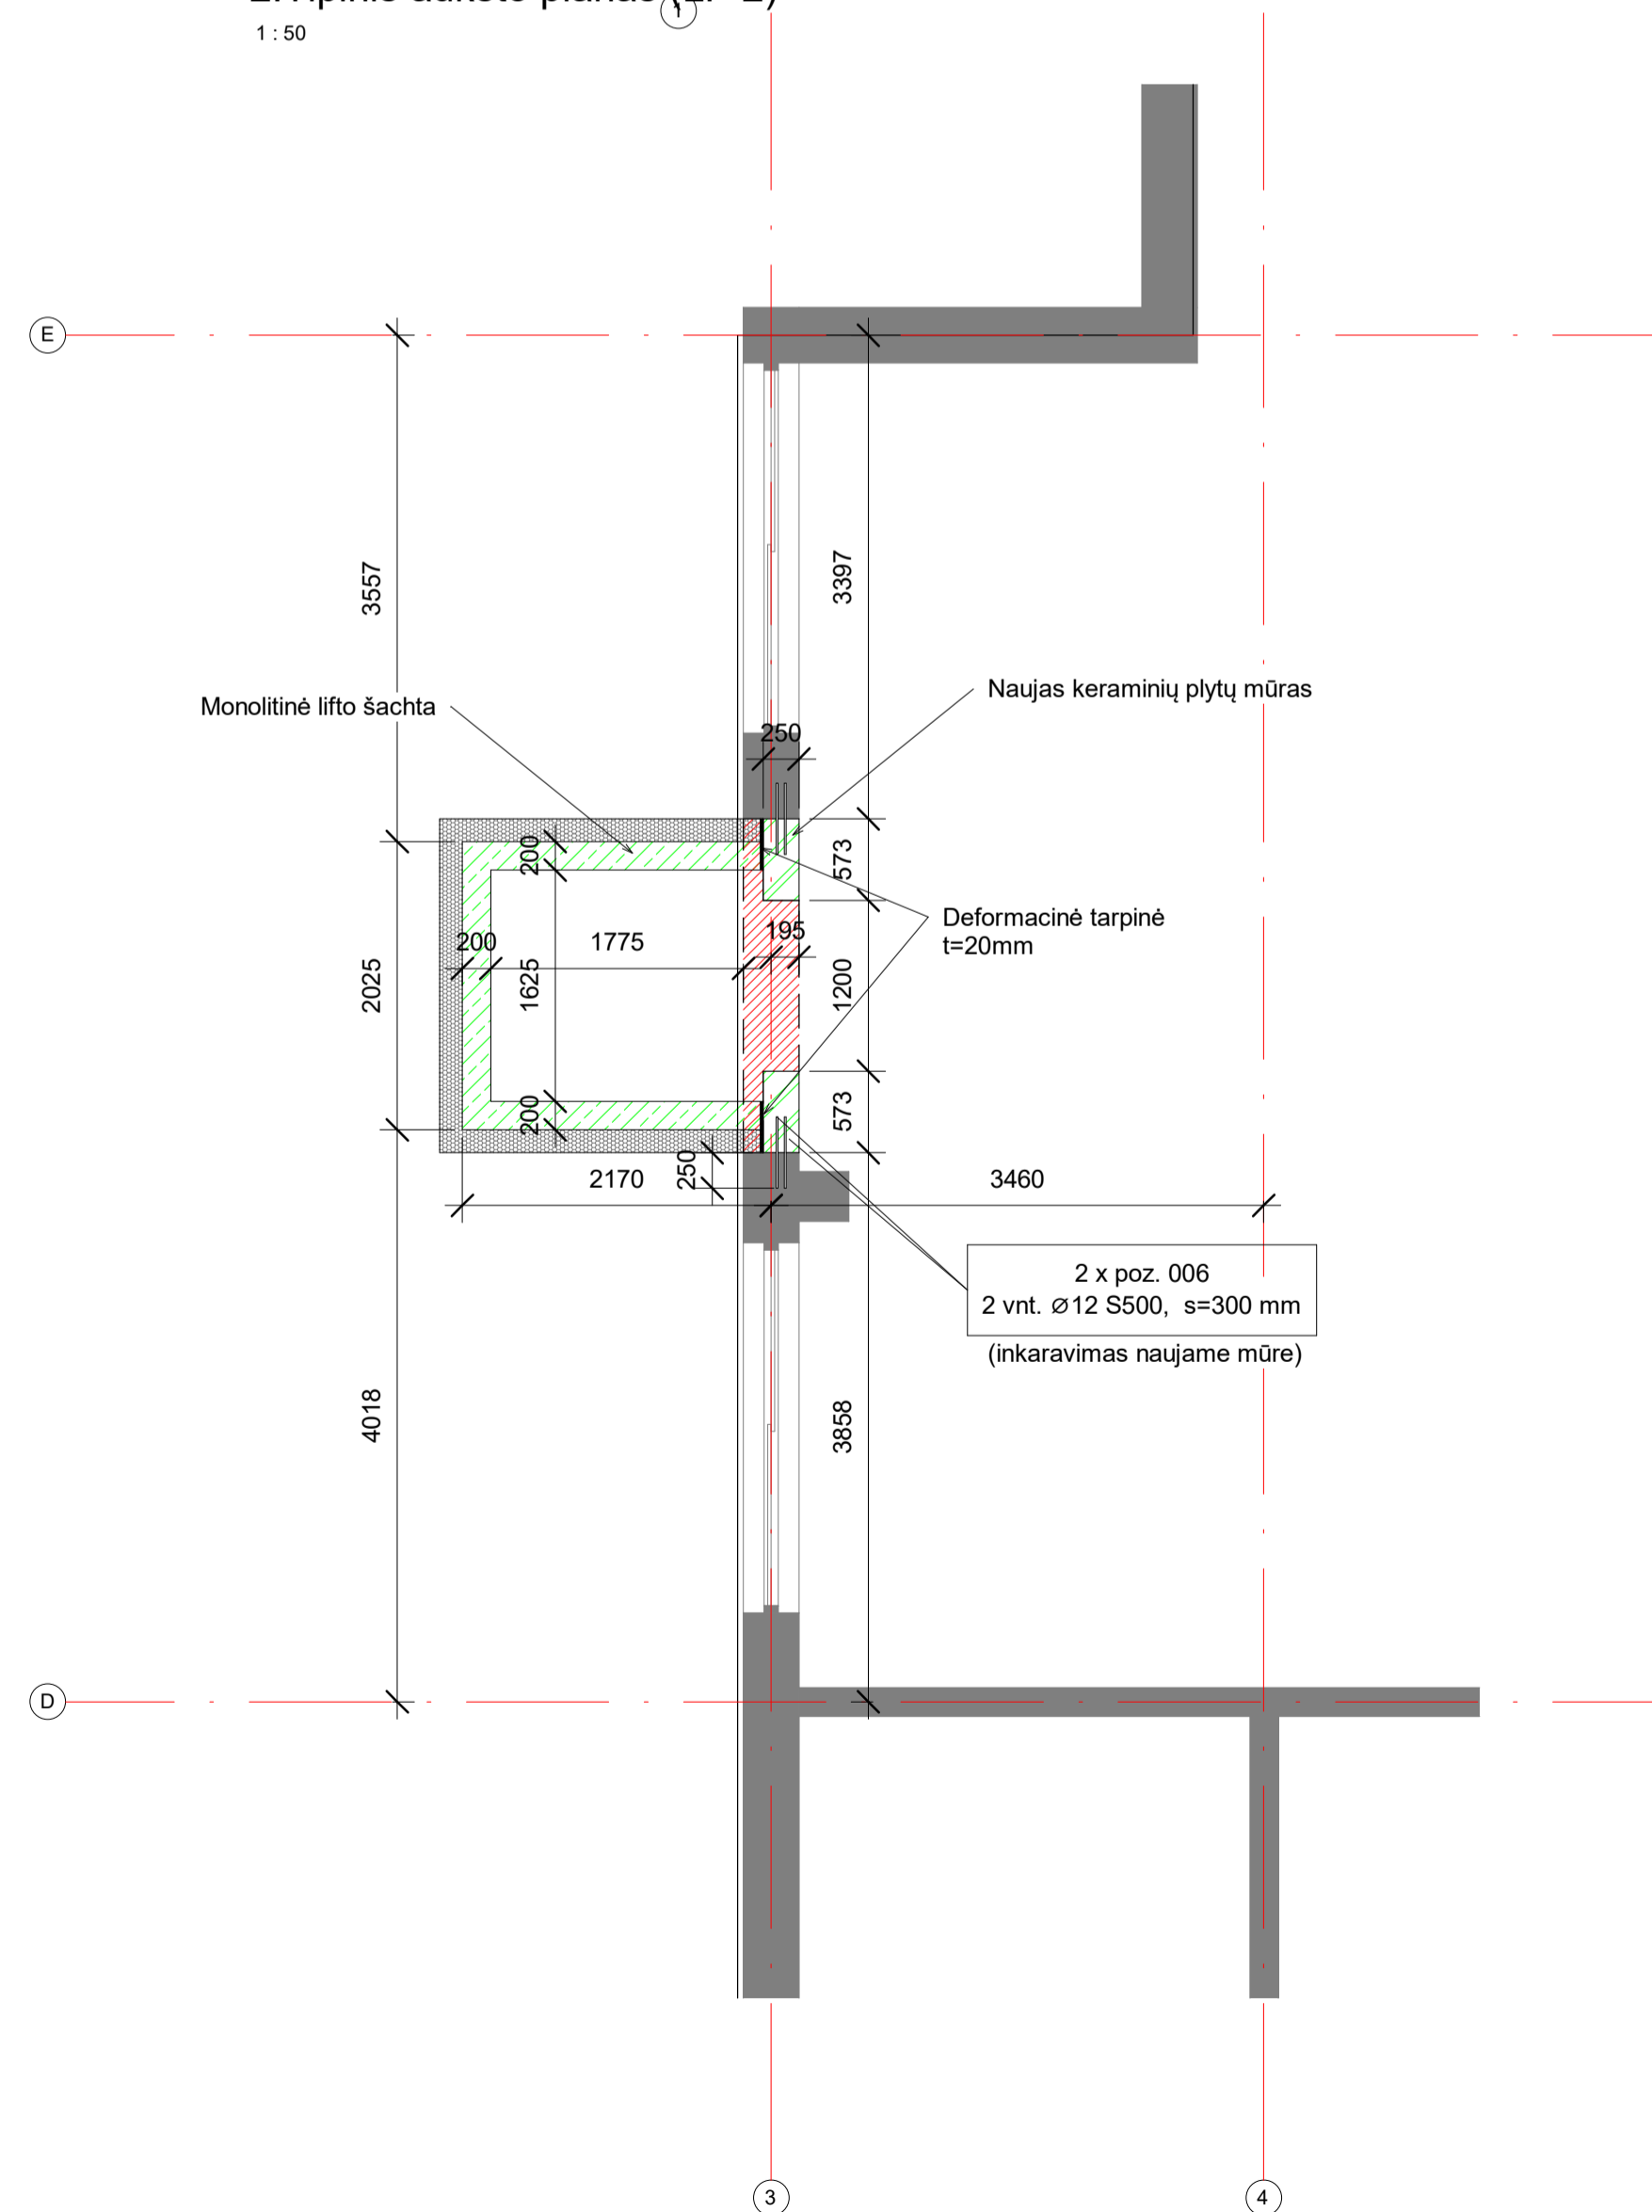 1 : 50
E
3557
3397
Monolitinė lifto šachta
Naujas keraminių plytų mūras
250
200
573
Deformacinė tarpinė
t=20mm
200
1775
195
2025
1625
1200
200
573
250
2170
3460
2 x poz. 006
2 vnt. ∅12 S500, s=300 mm
(inkaravimas naujame mūre)
4018
3858
D
3
4